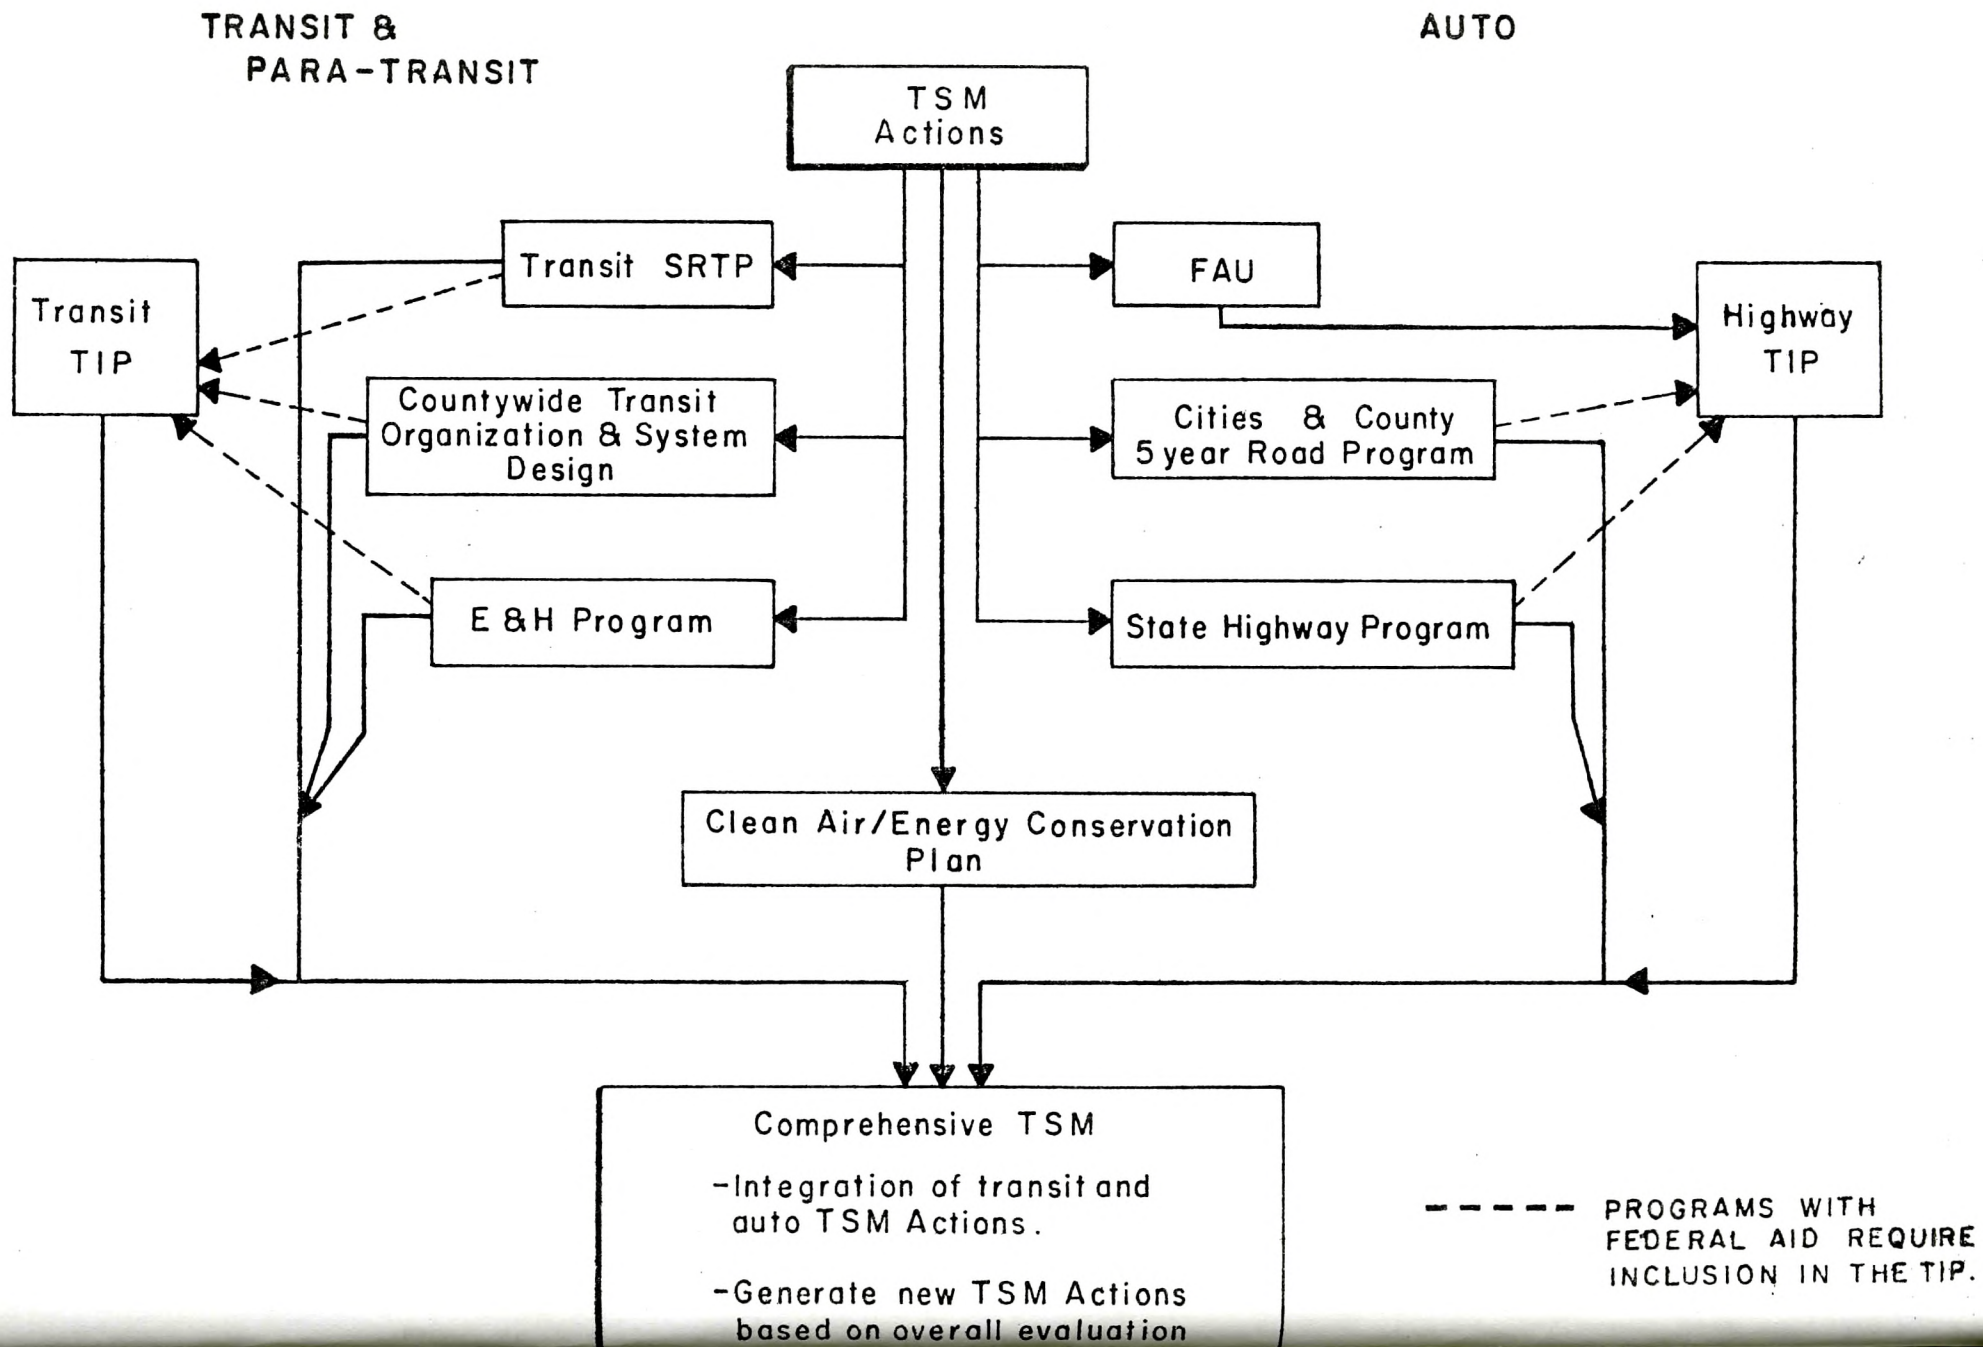 TRANSIT &
PARA-TRANSIT
AUTO
TSM
Actions
Transit SRTP
FAU
Transit
TIP
Highway
TIP
Countywide Transit
Organization & System
Design
Cities & County
5 year Road Program
E & H Program
State Highway Program
Clean Air/Energy Conservation
Plan
Comprehensive TSM
-Integration of transit and
auto TSM Actions.
-Generate new TSM Actions
based on overall evaluation
----- PROGRAMS WITH
FEDERAL AID REQUIRE
INCLUSION IN THE TIP.